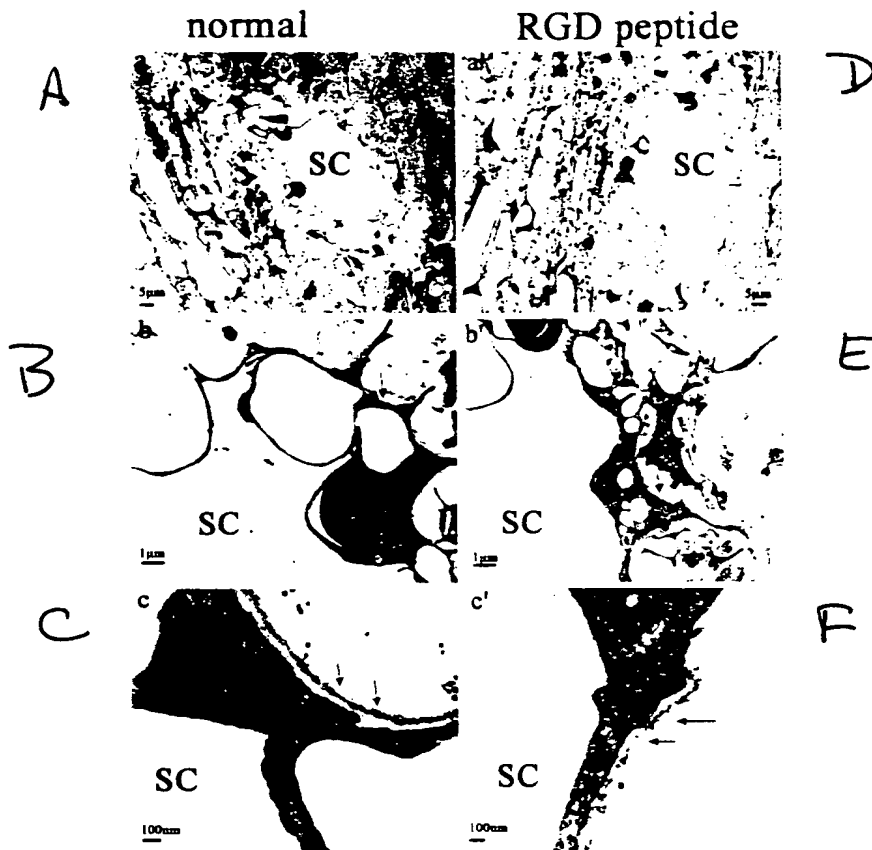 normal RGD peptide
A a a' D
SC SC
5μm 5μm
B b b' E
SC SC
1μm 1μm
C c c' F
SC SC
100nm 100nm